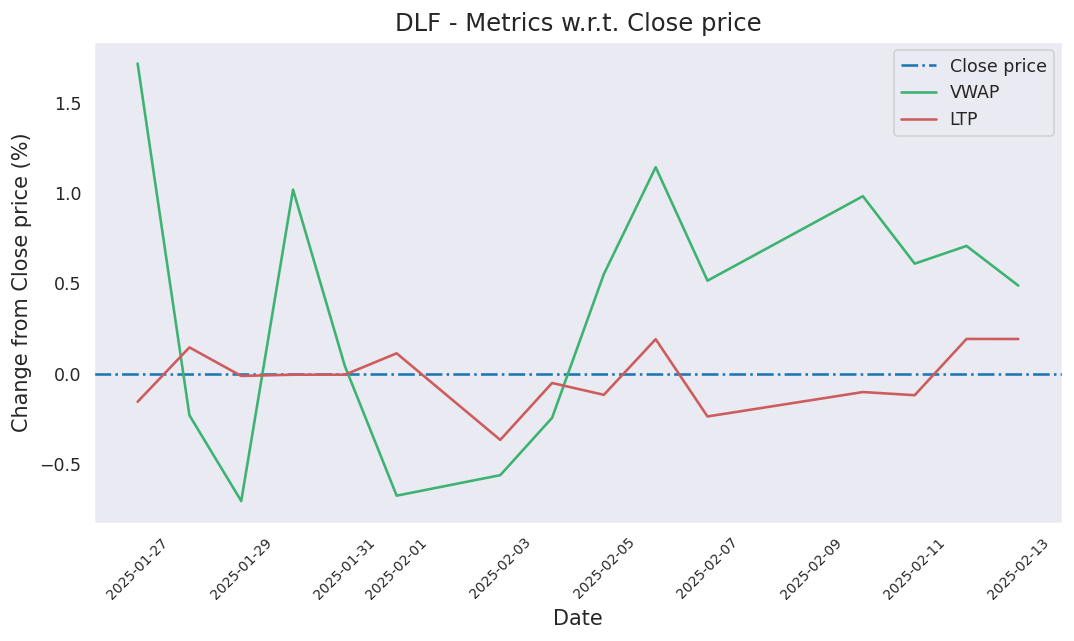 DLF - Metrics w.r.t. Close price
Close price
VWAP
LTP
Change from Close price (%)
1.5
1.0
0.5
0.0
−0.5
2025-01-27
2025-01-29
2025-01-31
2025-02-01
2025-02-03
2025-02-05
2025-02-07
2025-02-09
2025-02-11
2025-02-13
Date